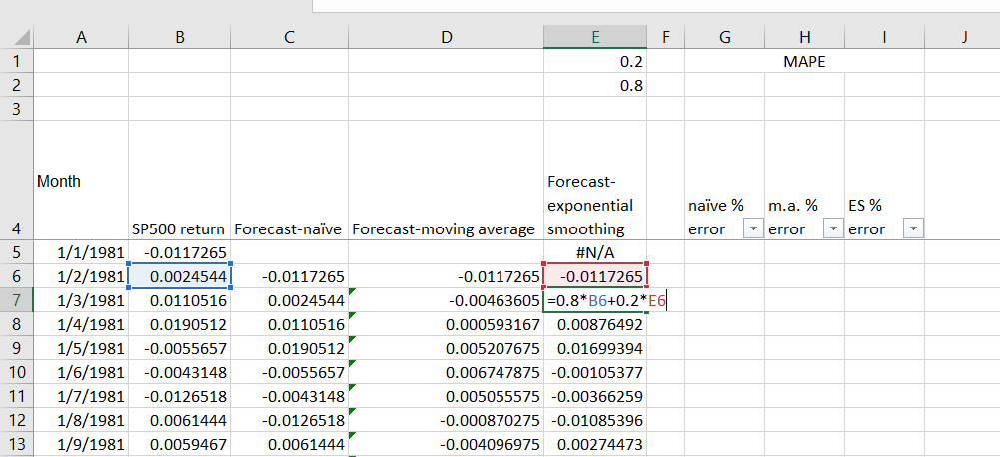 A B C D E F G H I J
1 0.2 MAPE
2 0.8
3
Month
Forecast-
exponential naïve % m.a. % ES %
4 SP500 return Forecast-naïve Forecast-moving average smoothing error error error
5 1/1/1981 -0.0117265 #N/A
6 1/2/1981 0.0024544 -0.0117265 -0.0117265 -0.0117265
7 1/3/1981 0.0110516 0.0024544 -0.00463605 =0.8*B6+0.2*E6
8 1/4/1981 0.0190512 0.0110516 0.000593167 0.00876492
9 1/5/1981 -0.0055657 0.0190512 0.005207675 0.01699394
10 1/6/1981 -0.0043148 -0.0055657 0.006747875 -0.00105377
11 1/7/1981 -0.0126518 -0.0043148 0.005055575 -0.00366259
12 1/8/1981 0.0061444 -0.0126518 -0.000870275 -0.01085396
13 1/9/1981 0.0059467 0.0061444 -0.004096975 0.00274473